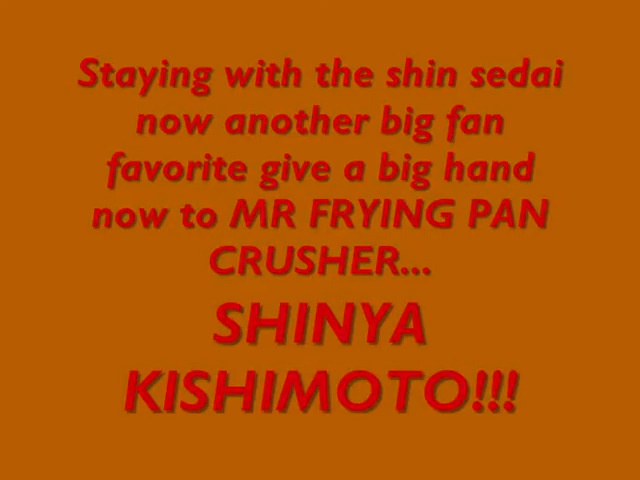 Staying with the shin sedai
now another big fan
favorite give a big hand
now to MR FRYING PAN
CRUSHER...
SHINYA
KISHIMOTO!!!